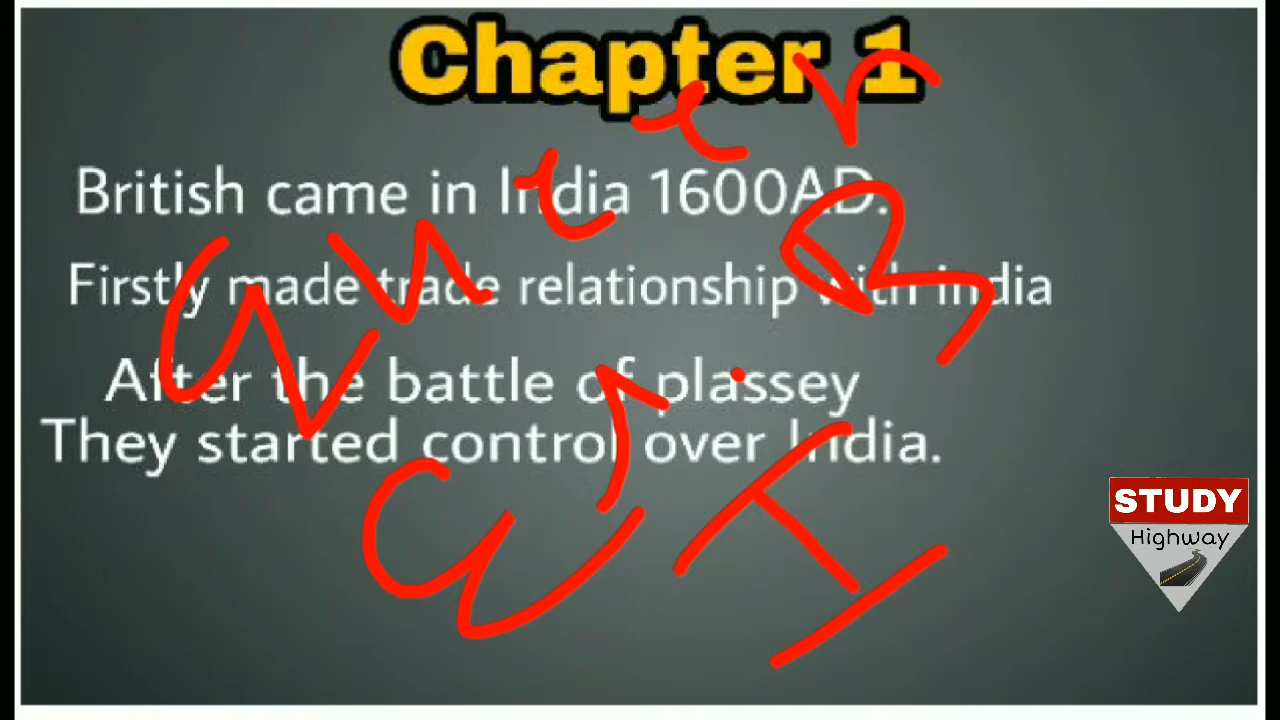 Chapter 1
British came in India 1600AD.
Firstly made trade relationship with india
After the battle of plassey
They started control over India.
Queen
STUDY
Highway